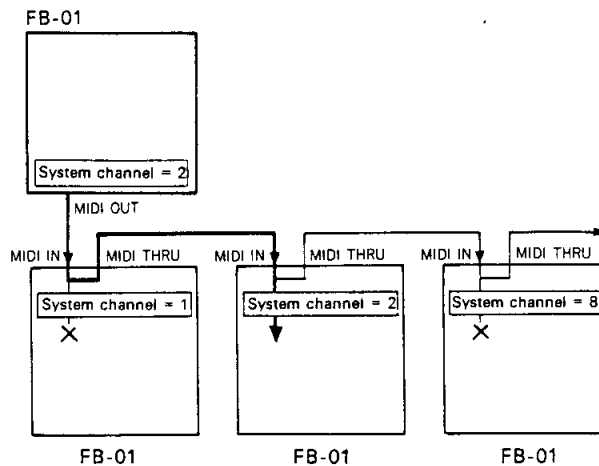 FB-01
System channel = 2
MIDI OUT
MIDI IN MIDI THRU MIDI IN MIDI THRU MIDI IN MIDI THRU
System channel = 1 System channel = 2 System channel = 8
FB-01 FB-01 FB-01